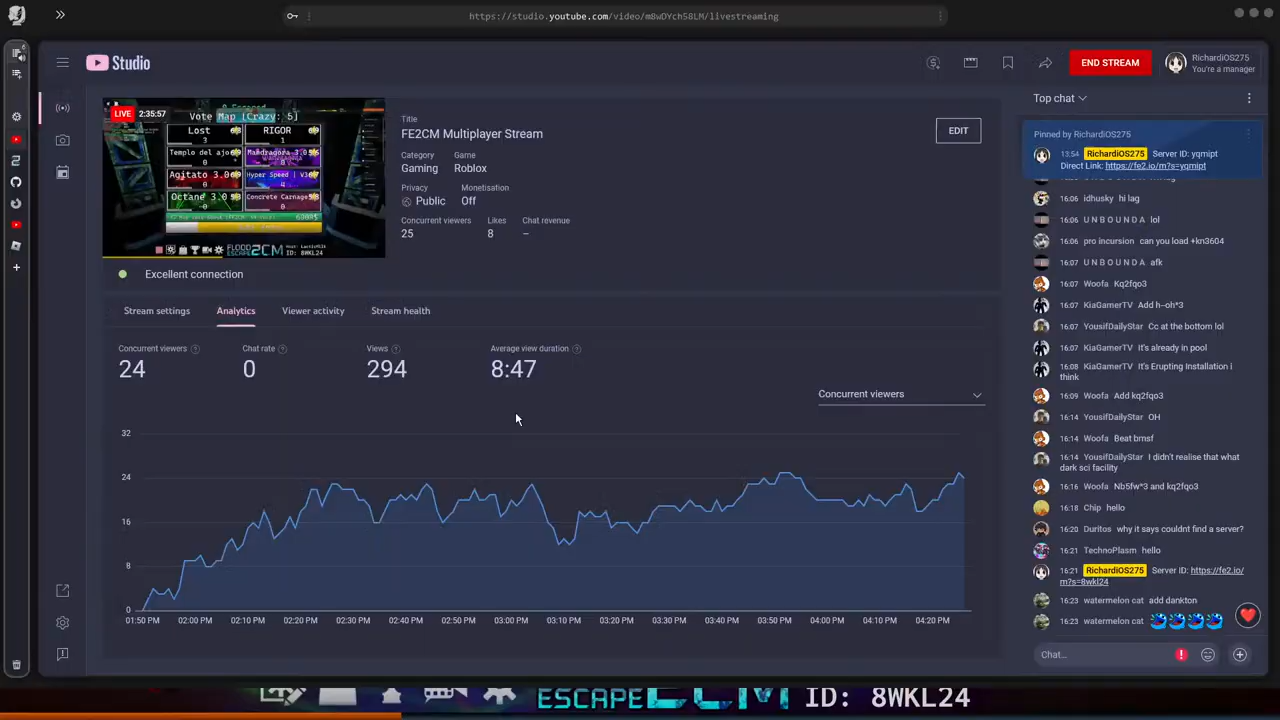 https://studio.youtube.com/video/m8wDYch58LM/livestreaming
Studio
END STREAM
RichardiOS275
You're a manager
LIVE 2:35:57
Vote Map [Crazy: 5]
Lost
3
RIGOR
Templo del ajo
Mandragora 3.0
Agitato 3.0
Hyper Speed | V3
Octane 3.0
Concrete Carnage
ID: 8WKL24
Title
FE2CM Multiplayer Stream
EDIT
Category
Game
Gaming
Roblox
Privacy
Monetisation
Public
Off
Concurrent viewers
Likes
Chat revenue
25
8
–
Excellent connection
Stream settings
Analytics
Viewer activity
Stream health
Concurrent viewers
Chat rate
Views
Average view duration
24
0
294
8:47
Concurrent viewers
32
24
16
8
0
01:50 PM
02:00 PM
02:10 PM
02:20 PM
02:30 PM
02:40 PM
02:50 PM
03:00 PM
03:10 PM
03:20 PM
03:30 PM
03:40 PM
03:50 PM
04:00 PM
04:10 PM
04:20 PM
Top chat
Pinned by RichardiOS275
13:54 RichardiOS275 Server ID: yqmipt
Direct Link: https://fe2.io/m?s=yqmipt
16:06 idhusky hi lag
16:06 U N B O U N D A lol
16:06 pro incursion can you load +kn3604
16:07 U N B O U N D A afk
16:07 Woofa Kq2fqo3
16:07 KiaGamerTV Add h--oh*3
16:07 YousifDailyStar Cc at the bottom lol
16:07 KiaGamerTV It's already in pool
16:08 KiaGamerTV It's Erupting Installation i
think
16:09 Woofa Add kq2fqo3
16:14 YousifDailyStar OH
16:14 Woofa Beat bmsf
16:14 YousifDailyStar I didn't realise that what
dark sci facility
16:16 Woofa Nb5fw*3 and kq2fqo3
16:18 Chip hello
16:20 Duritos why it says couldnt find a server?
16:21 TechnoPlasm hello
16:21 RichardiOS275 Server ID: https://fe2.io/
m?s=8wkl24
16:23 watermelon cat add dankton
16:23 watermelon cat
Chat...
ESCAPE 2CM ID: 8WKL24